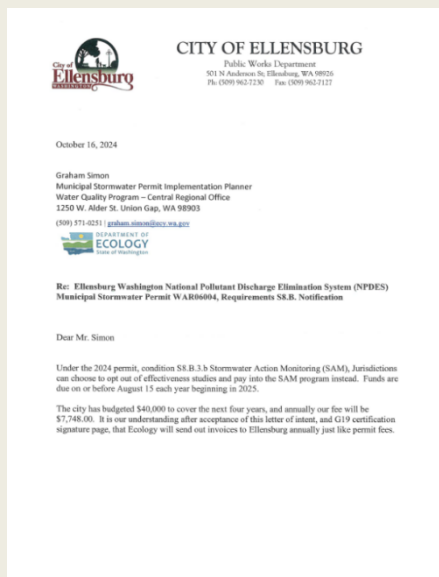 City of
Ellensburg
WASHINGTON
CITY OF ELLENSBURG
Public Works Department
501 N Anderson St; Ellensburg, WA 98926
Ph: (509) 962-7230 Fax: (509) 962-7127
October 16, 2024
Graham Simon
Municipal Stormwater Permit Implementation Planner
Water Quality Program – Central Regional Office
1250 W. Alder St. Union Gap, WA 98903
(509) 571-0251 | graham.simon@ecy.wa.gov
DEPARTMENT OF
ECOLOGY
State of Washington
Re: Ellensburg Washington National Pollutant Discharge Elimination System (NPDES)
Municipal Stormwater Permit WAR06004, Requirements S8.B. Notification
Dear Mr. Simon
Under the 2024 permit, condition S8.B.3.b Stormwater Action Monitoring (SAM), Jurisdictions
can choose to opt out of effectiveness studies and pay into the SAM program instead. Funds are
due on or before August 15 each year beginning in 2025.
The city has budgeted $40,000 to cover the next four years, and annually our fee will be
$7,748.00. It is our understanding after acceptance of this letter of intent, and G19 certification
signature page, that Ecology will send out invoices to Ellensburg annually just like permit fees.